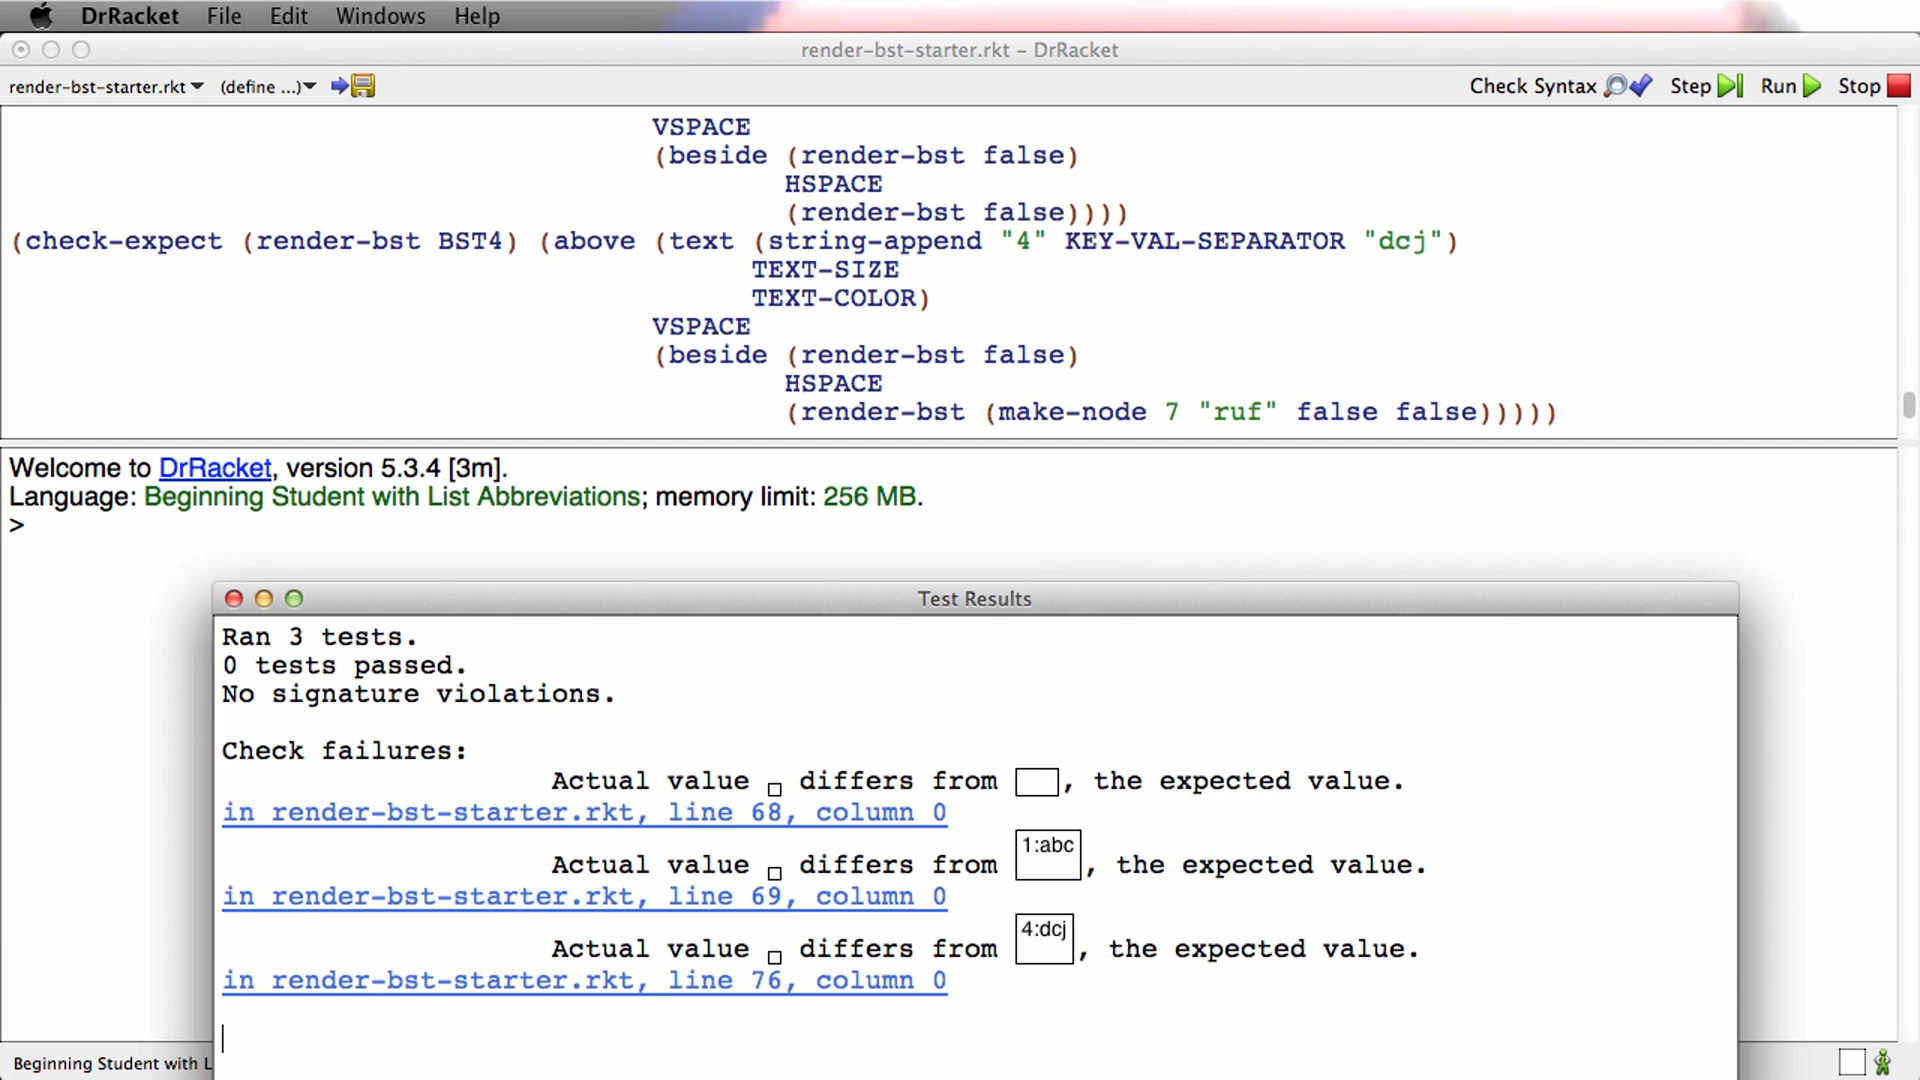 DrRacket File Edit Windows Help
render-bst-starter.rkt – DrRacket
render-bst-starter.rkt (define ...) Check Syntax Step Run Stop
VSPACE
(beside (render-bst false)
HSPACE
(render-bst false))))
(check-expect (render-bst BST4) (above (text (string-append "4" KEY-VAL-SEPARATOR "dcj")
TEXT-SIZE
TEXT-COLOR)
VSPACE
(beside (render-bst false)
HSPACE
(render-bst (make-node 7 "ruf" false false)))))
Welcome to DrRacket, version 5.3.4 [3m].
Language: Beginning Student with List Abbreviations; memory limit: 256 MB.
>
Test Results
Ran 3 tests.
0 tests passed.
No signature violations.
Check failures:
Actual value differs from , the expected value.
in render-bst-starter.rkt, line 68, column 0
Actual value differs from 1:abc, the expected value.
in render-bst-starter.rkt, line 69, column 0
Actual value differs from 4:dcj, the expected value.
in render-bst-starter.rkt, line 76, column 0
Beginning Student with L